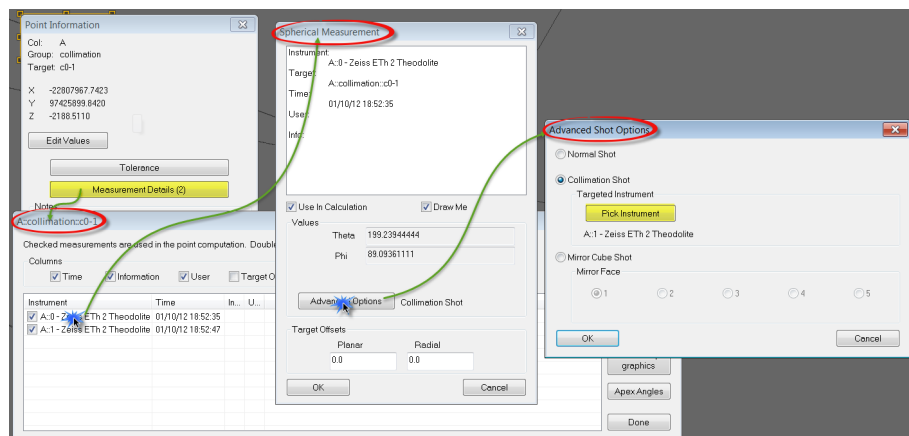 Point Information
Col: A
Group: collimation
Target: c0-1
X -22807967.7423
Y 97425899.8420
Z -2188.5110
Edit Values
Tolerance
Measurement Details (2)
Notes
A::collimation::c0-1
Checked measurements are used in the point computation. Double
Columns
Time Information User Target O
Instrument Time In... U...
A::0 - Zeiss ETh 2 Theodolite 01/10/12 18:52:35
A::1 - Zeiss ETh 2 Theodolite 01/10/12 18:52:47
graphics
Apex Angles
Done
Spherical Measurement
Instrument:
A::0 - Zeiss ETh 2 Theodolite
Target:
A::collimation::c0-1
Time:
01/10/12 18:52:35
User:
Info:
Use In Calculation Draw Me
Values
Theta 199.23944444
Phi 89.09361111
Advanced Options Collimation Shot
Target Offsets
Planar Radial
0.0 0.0
OK Cancel
Advanced Shot Options
Normal Shot
Collimation Shot
Targeted Instrument
Pick Instrument
A::1 - Zeiss ETh 2 Theodolite
Mirror Cube Shot
Mirror Face
1 2 3 4 5
OK Cancel